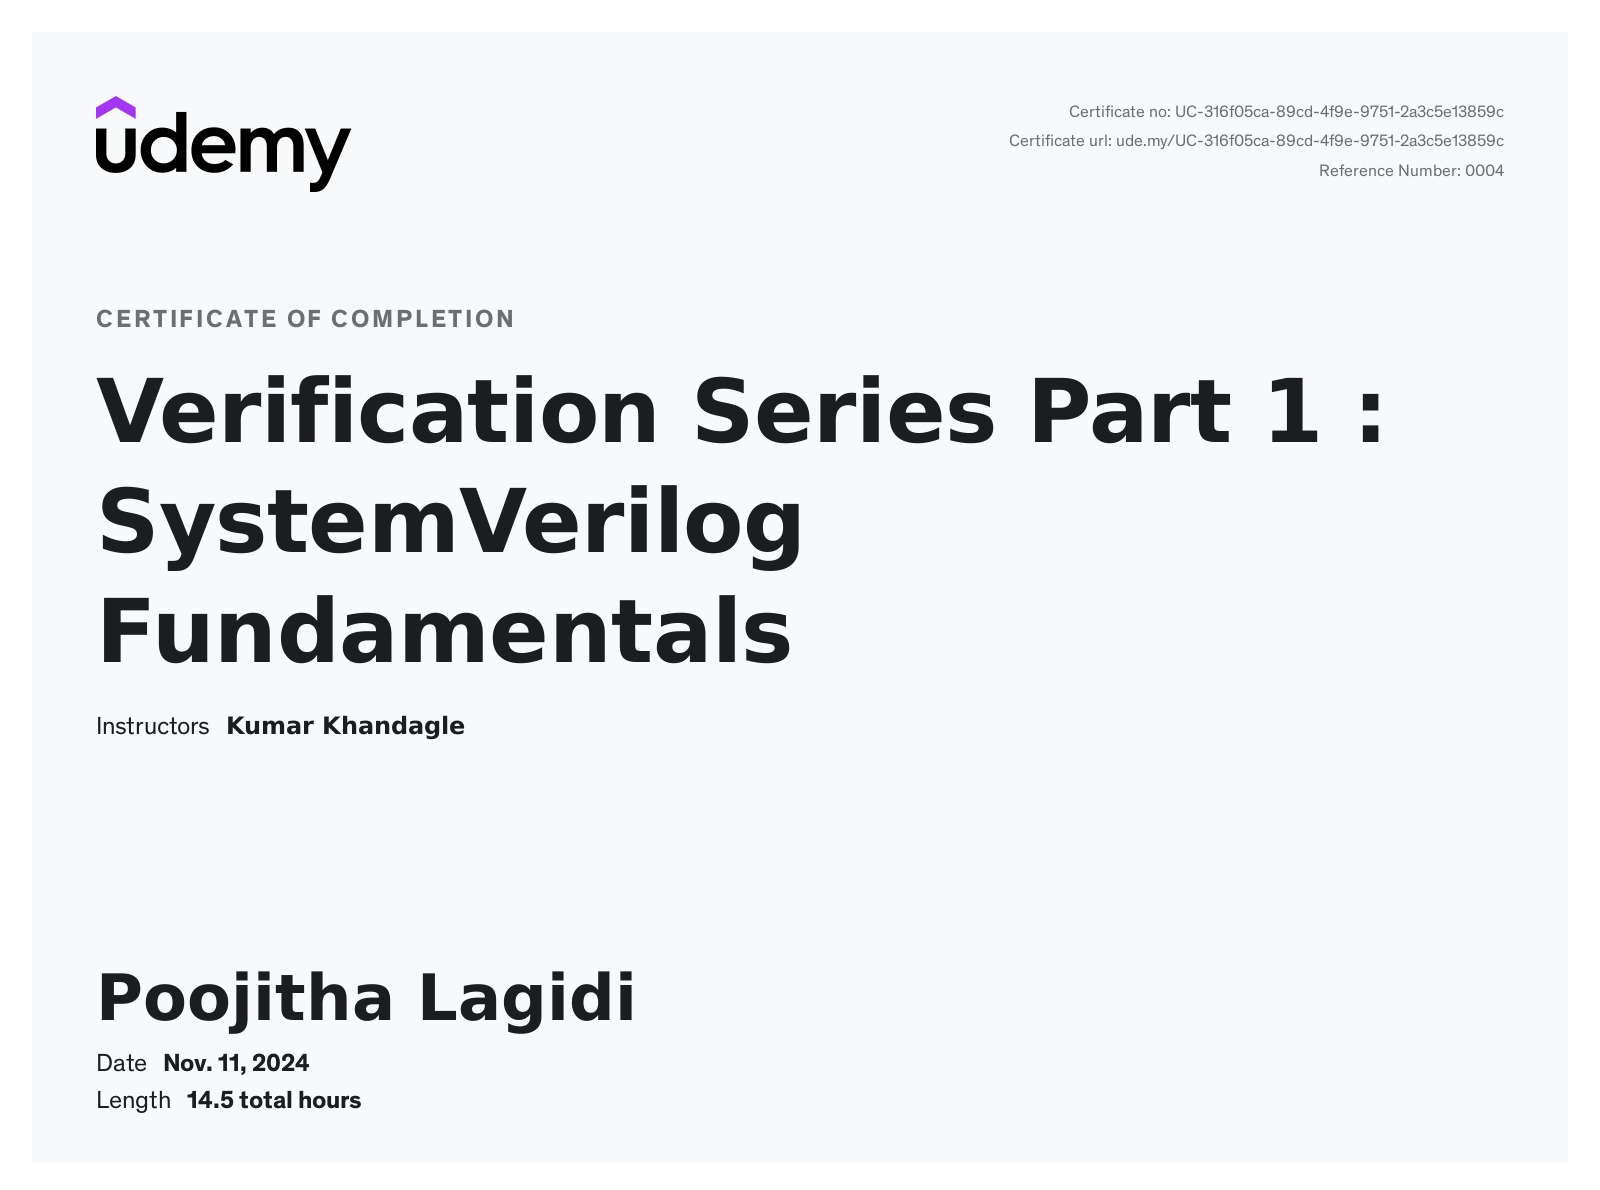 udemy
Certificate no: UC-316f05ca-89cd-4f9e-9751-2a3c5e13859c
Certificate url: ude.my/UC-316f05ca-89cd-4f9e-9751-2a3c5e13859c
Reference Number: 0004
CERTIFICATE OF COMPLETION
Verification Series Part 1 :
SystemVerilog
Fundamentals
Instructors Kumar Khandagle
Poojitha Lagidi
Date Nov. 11, 2024
Length 14.5 total hours